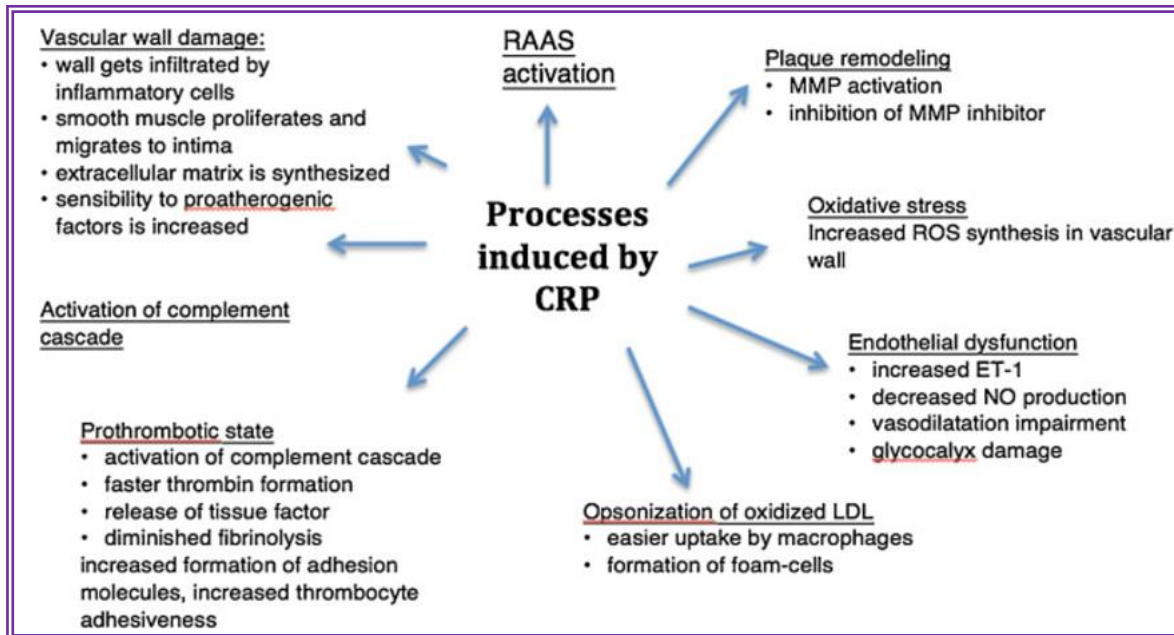 Vascular wall damage:
• wall gets infiltrated by
inflammatory cells
• smooth muscle proliferates and
migrates to intima
• extracellular matrix is synthesized
• sensibility to proatherogenic
factors is increased
RAAS
activation
Plaque remodeling
• MMP activation
• inhibition of MMP inhibitor
Processes
induced by
CRP
Oxidative stress
Increased ROS synthesis in vascular
wall
Activation of complement
cascade
Endothelial dysfunction
• increased ET-1
• decreased NO production
• vasodilatation impairment
• glycocalyx damage
Prothrombotic state
• activation of complement cascade
• faster thrombin formation
• release of tissue factor
• diminished fibrinolysis
increased formation of adhesion
molecules, increased thrombocyte
adhesiveness
Opsonization of oxidized LDL
• easier uptake by macrophages
• formation of foam-cells